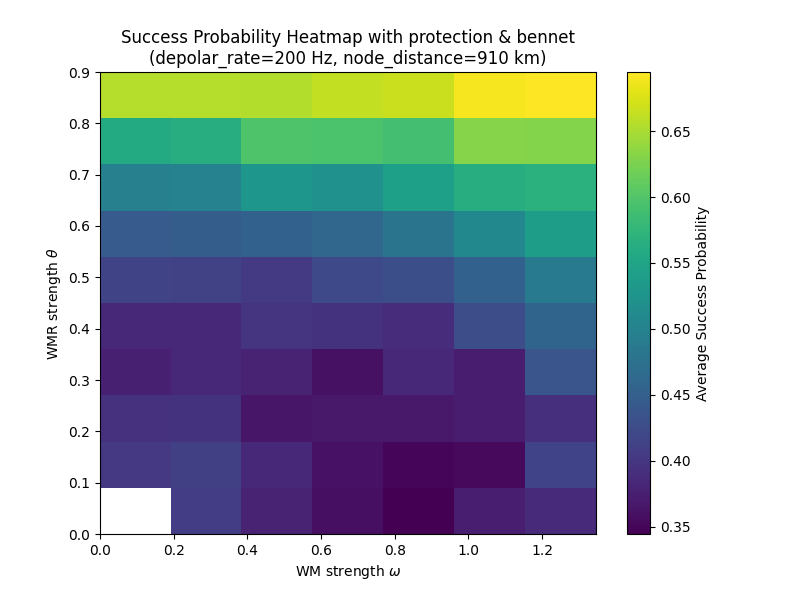 Success Probability Heatmap with protection & bennet
(depolar_rate=200 Hz, node_distance=910 km)
0.9
0.8
0.7
0.6
0.5
0.4
0.3
0.2
0.1
0.0
WMR strength θ
0.0 0.2 0.4 0.6 0.8 1.0 1.2
WM strength ω
0.65
0.60
0.55
0.50
0.45
0.40
0.35
Average Success Probability